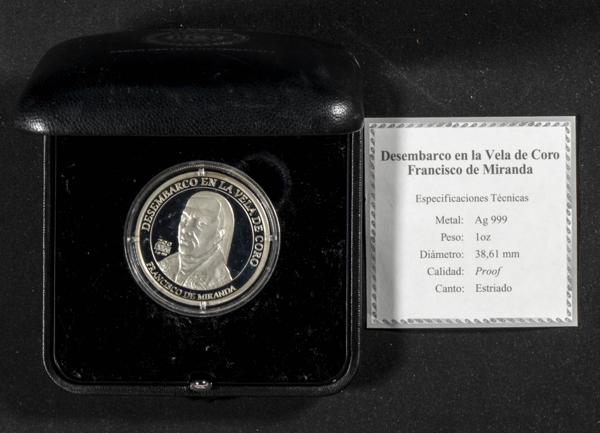 DESEMBARCO EN LA VELA DE CORO
FRANCISCO DE MIRANDA
Desembarco en la Vela de Coro
Francisco de Miranda
Especificaciones Técnicas
Metal: Ag 999
Peso: 1oz
Diámetro: 38,61 mm
Calidad: Proof
Canto: Estriado